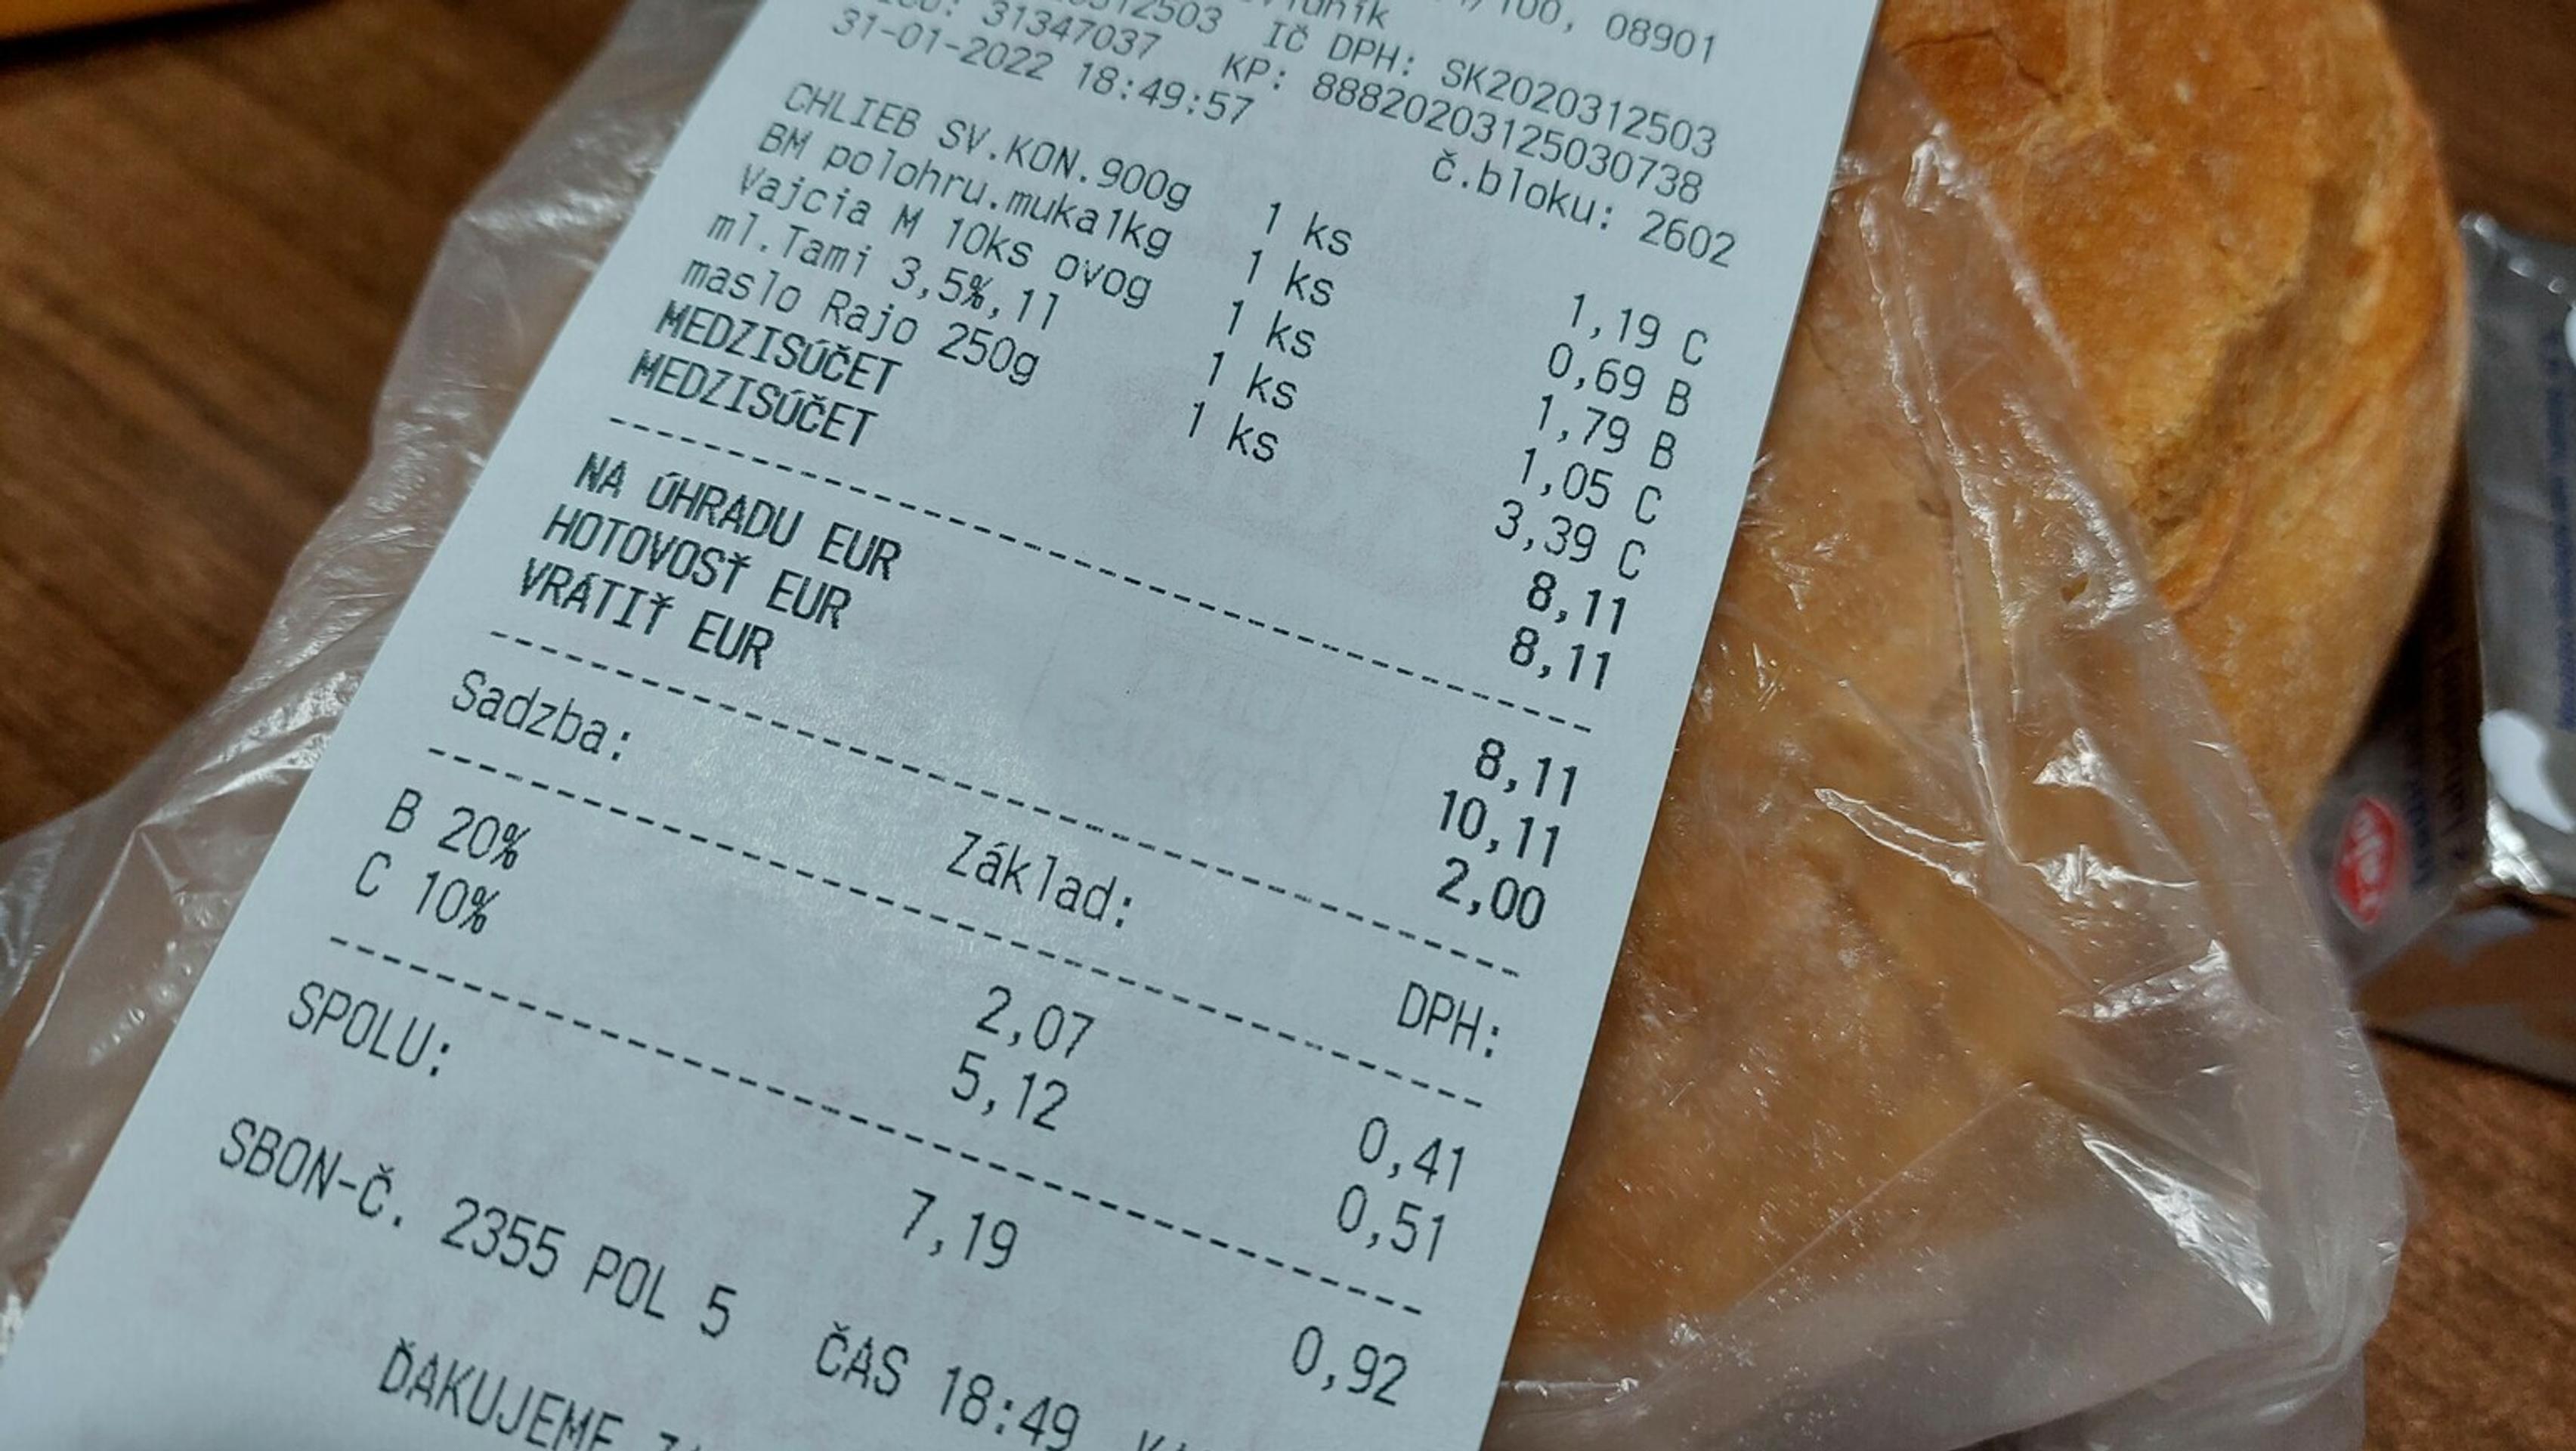 /100, 08901
IČ DPH: SK2020312503
31347037 KP: 88820203125030738
31-01-2022 18:49:57 č.bloku: 2602
CHLIEB SV.KON.900g 1 ks 1,19 C
BM polohru.muka1kg 1 ks 0,69 B
Vajcia M 10ks ovog 1 ks 1,79 B
ml.Tami 3,5%,1l 1 ks 1,05 C
maslo Rajo 250g 1 ks 3,39 C
MEDZISÚČET 8,11
MEDZISÚČET 8,11
NA ÚHRADU EUR 8,11
HOTOVOSŤ EUR 10,11
VRÁTIŤ EUR 2,00
Sadzba: Základ: DPH:
B 20% 2,07 0,41
C 10% 5,12 0,51
SPOLU: 7,19 0,92
SBON-Č. 2355 POL 5 ČAS 18:49
ĎAKUJEME